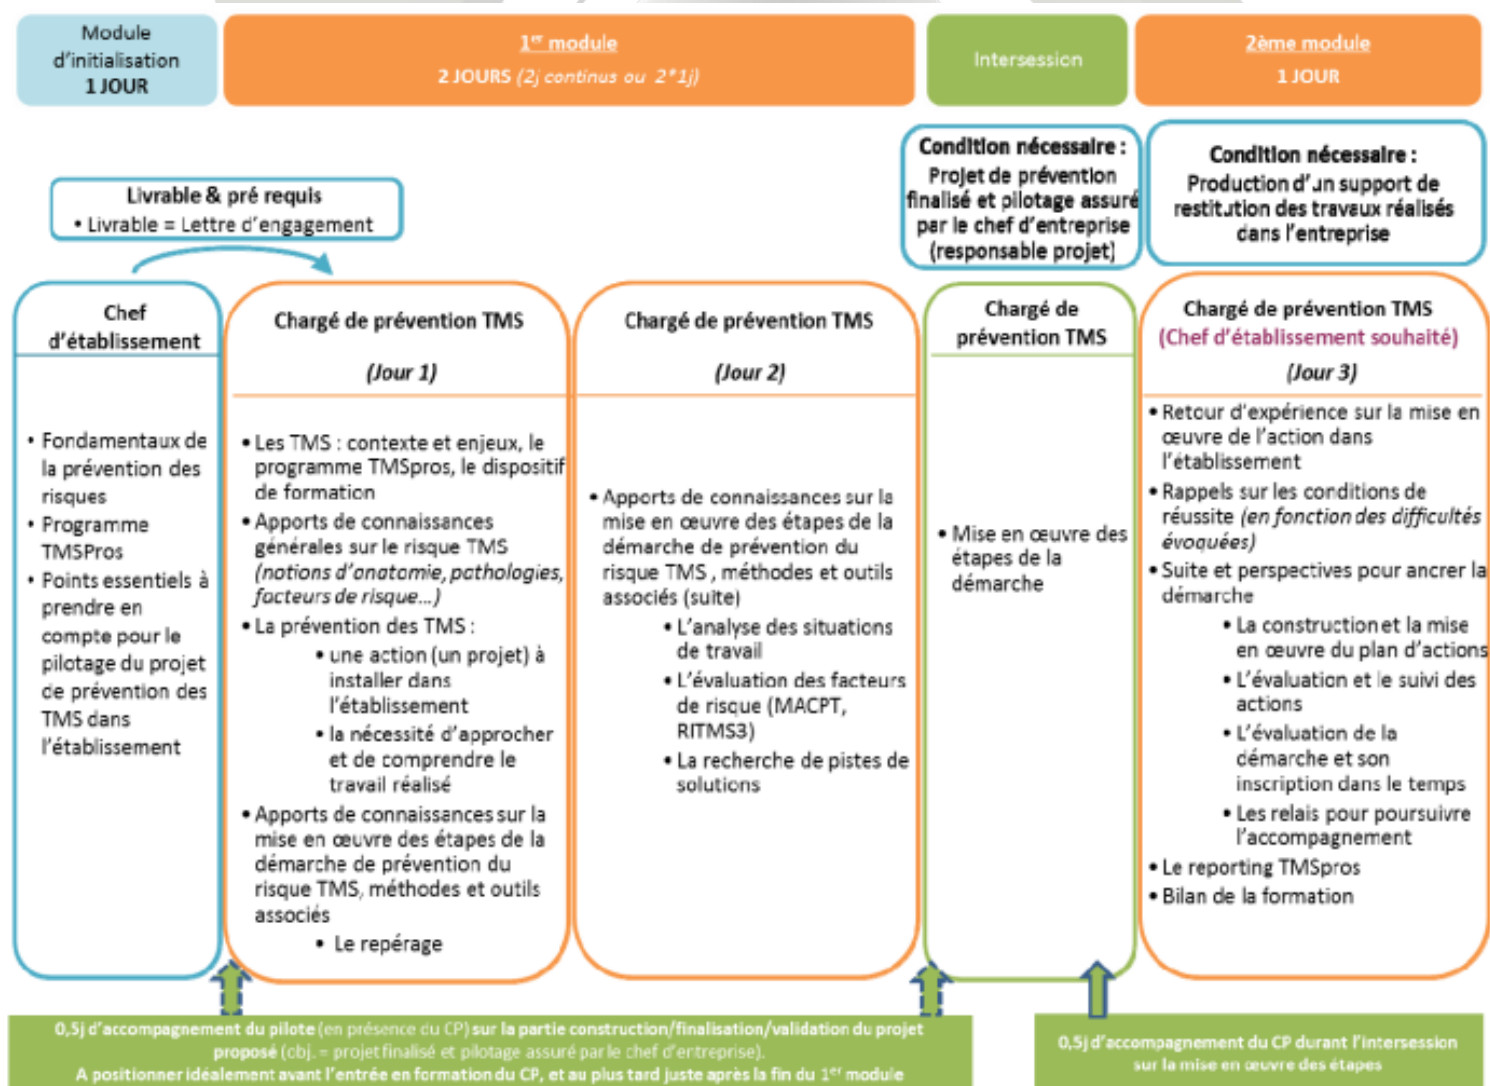 Module
d'initialisation
1 JOUR
1er module
2 JOURS (2j continus ou 2*1j)
Intersession
2ème module
1 JOUR
Livrable & pré requis
• Livrable = Lettre d'engagement
Condition nécessaire :
Projet de prévention
finalisé et pilotage assuré
par le chef d'entreprise
(responsable projet)
Condition nécessaire :
Production d'un support de
restitution des travaux réalisés
dans l'entreprise
Chef
d'établissement
• Fondamentaux de
la prévention des
risques
• Programme
TMSPros
• Points essentiels à
prendre en
compte pour le
pilotage du projet
de prévention des
TMS dans
l'établissement
Chargé de prévention TMS
(Jour 1)
• Les TMS : contexte et enjeux, le
programme TMSpros, le dispositif
de formation
• Apports de connaissances
générales sur le risque TMS
(notions d'anatomie, pathologies,
facteurs de risque...)
• La prévention des TMS :
• une action (un projet) à
installer dans
l'établissement
• la nécessité d'approcher
et de comprendre le
travail réalisé
• Apports de connaissances sur la
mise en œuvre des étapes de la
démarche de prévention du
risque TMS, méthodes et outils
associés
• Le repérage
Chargé de prévention TMS
(Jour 2)
• Apports de connaissances sur la
mise en œuvre des étapes de la
démarche de prévention du
risque TMS , méthodes et outils
associés (suite)
• L'analyse des situations
de travail
• L'évaluation des facteurs
de risque (MACPT,
RITMS3)
• La recherche de pistes de
solutions
Chargé de
prévention TMS
• Mise en œuvre des
étapes de la
démarche
Chargé de prévention TMS
(Chef d'établissement souhaité)
(Jour 3)
• Retour d'expérience sur la mise en
œuvre de l'action dans
l'établissement
• Rappels sur les conditions de
réussite (en fonction des difficultés
évoquées)
• Suite et perspectives pour ancrer la
démarche
• La construction et la mise
en œuvre du plan d'actions
• L'évaluation et le suivi des
actions
• L'évaluation de la
démarche et son
inscription dans le temps
• Les relais pour poursuivre
l'accompagnement
• Le reporting TMSpros
• Bilan de la formation
0,5j d'accompagnement du pilote (en présence du CP) sur la partie construction/finalisation/validation du projet
proposé (obj. = projet finalisé et pilotage assuré par le chef d'entreprise).
A positionner idéalement avant l'entrée en formation du CP, et au plus tard juste après la fin du 1er module
0,5j d'accompagnement du CP durant l'intersession
sur la mise en œuvre des étapes